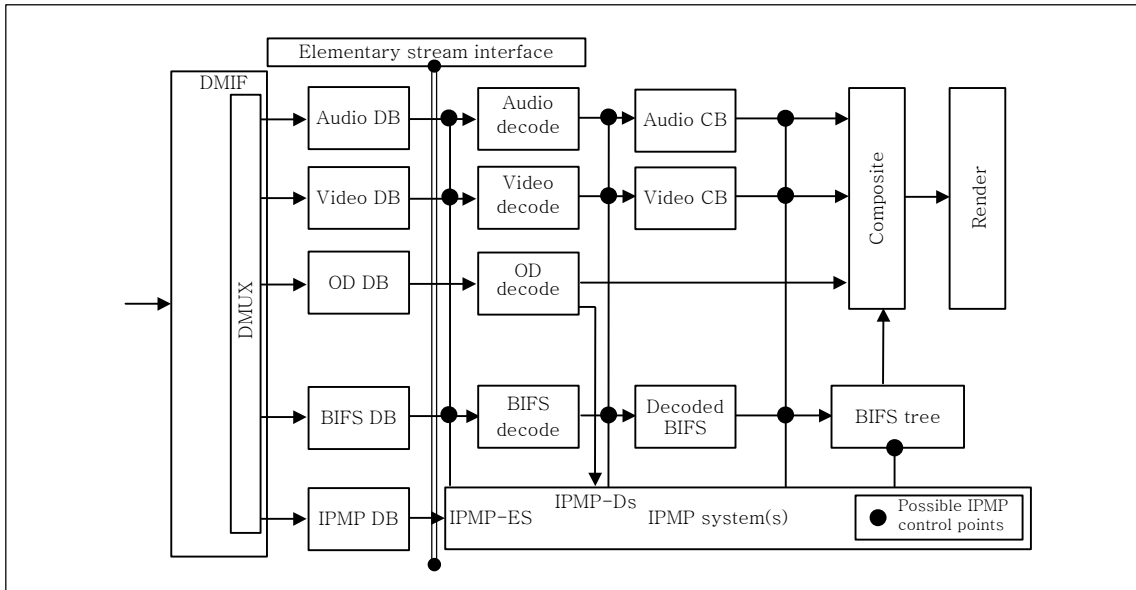 Elementary stream interface
DMIF
DMUX
Audio DB
Audio
decode
Audio CB
Video DB
Video
decode
Video CB
Composite
Render
OD DB
OD
decode
BIFS DB
BIFS
decode
Decoded
BIFS
BIFS tree
IPMP DB
IPMP-ES
IPMP-Ds
IPMP system(s)
Possible IPMP
control points